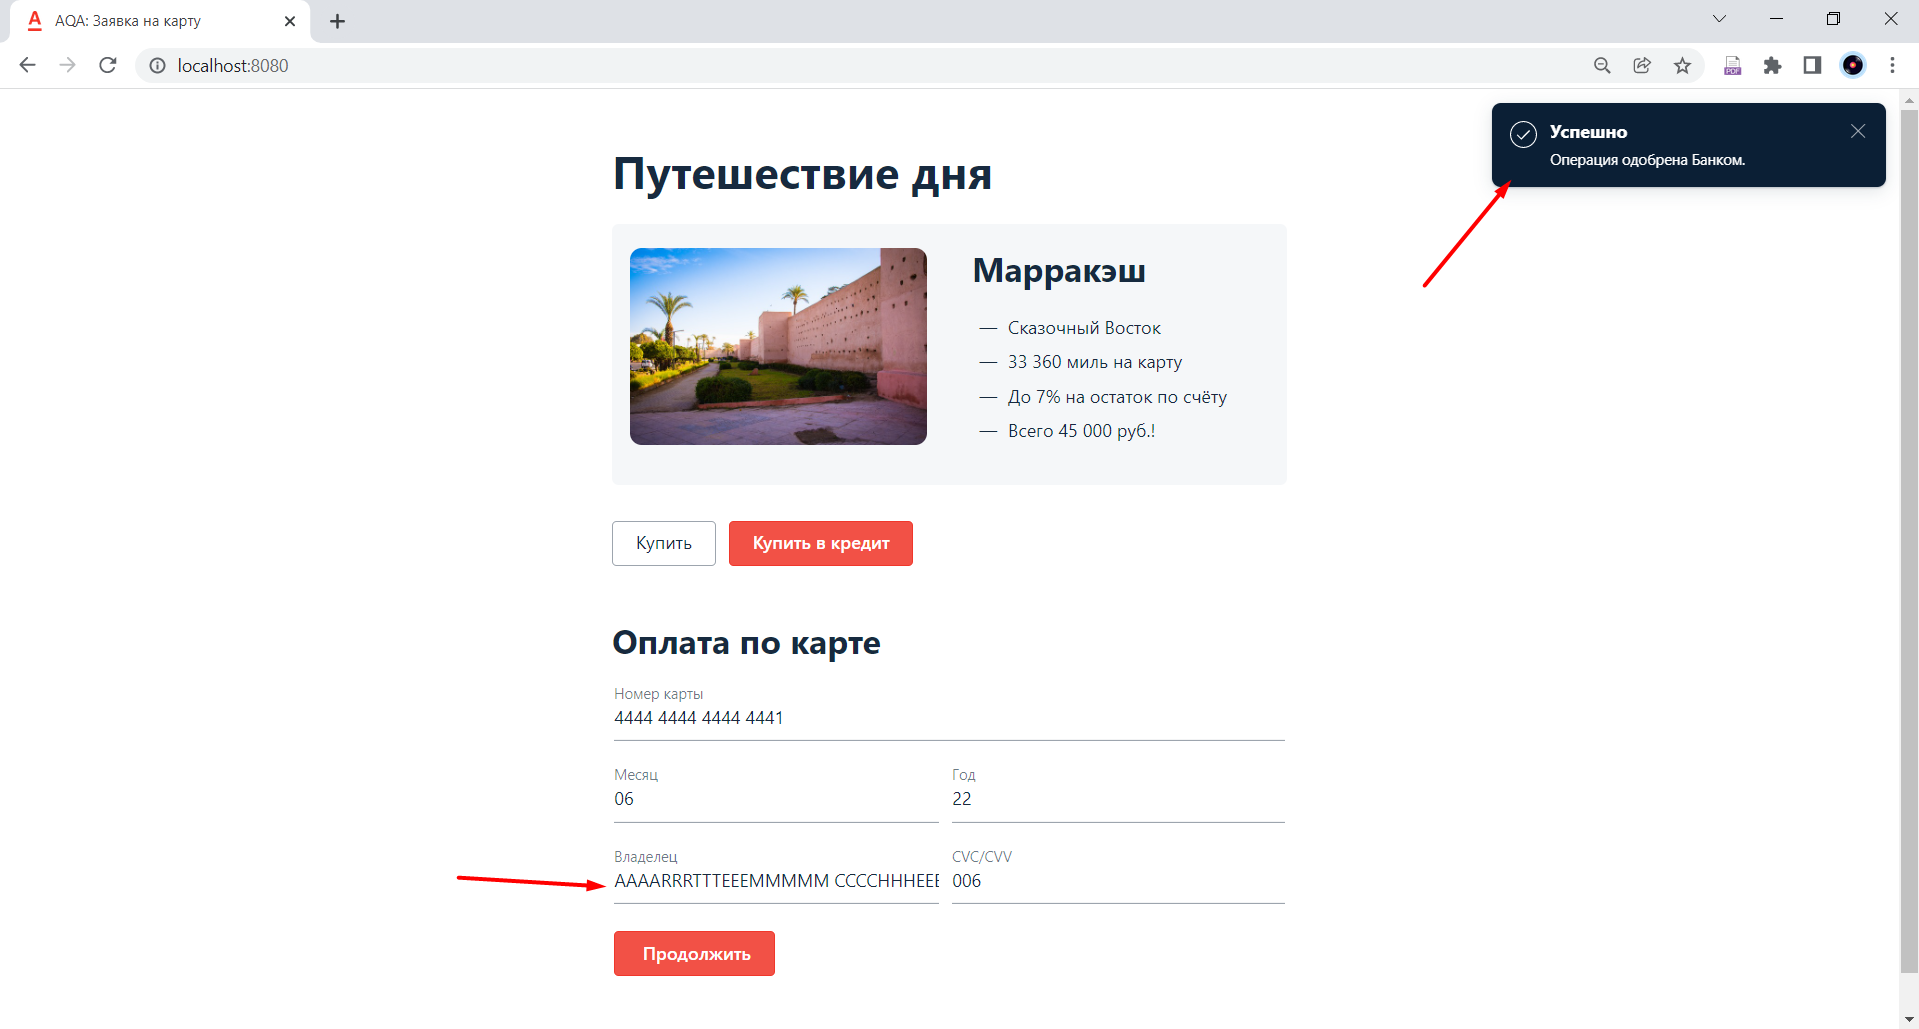 AQA: Заявка на карту
localhost:8080
Успешно
Операция одобрена Банком.
Путешествие дня
Марракэш
— Сказочный Восток
— 33 360 миль на карту
— До 7% на остаток по счёту
— Всего 45 000 руб.!
Купить
Купить в кредит
Оплата по карте
Номер карты
4444 4444 4444 4441
Месяц
06
Год
22
Владелец
AAAARRRTTTEEEMMMMM CCCCHHHEEE
CVC/CVV
006
Продолжить